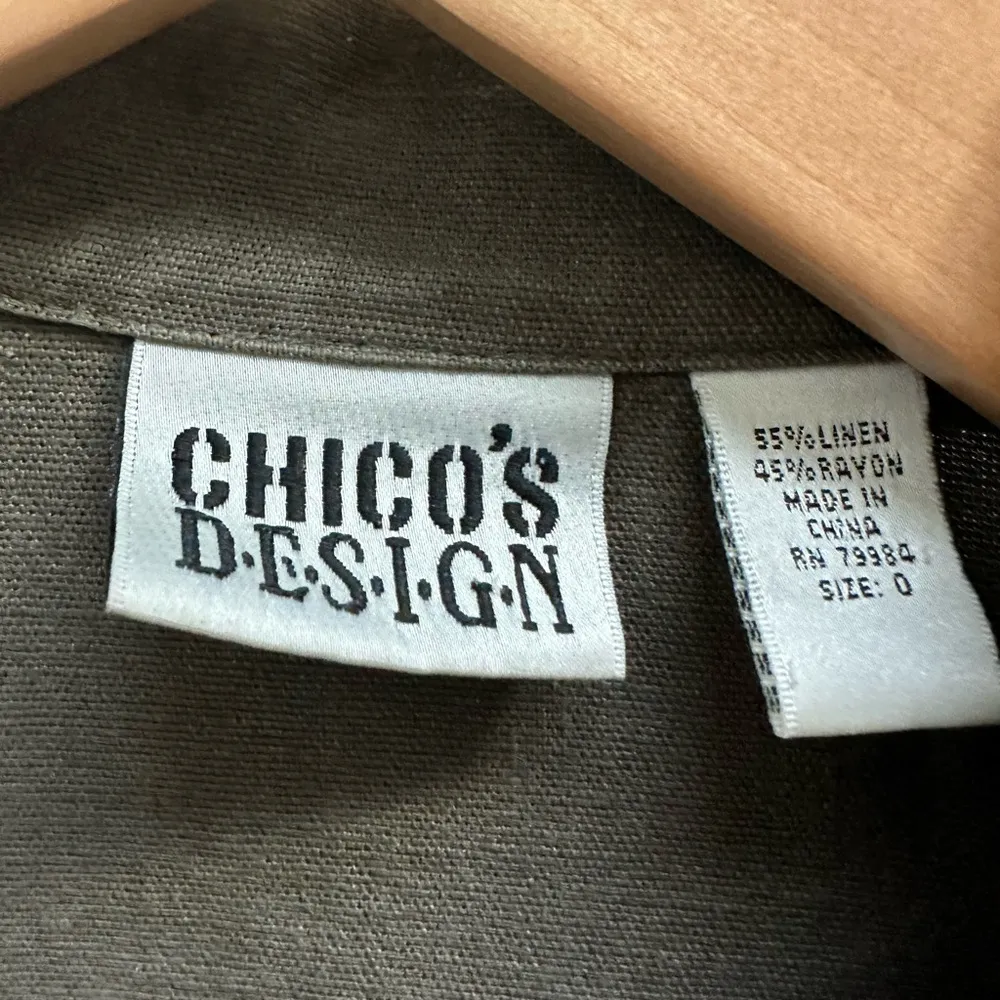 CHICO'S
D·E·S·I·G·N
55% LINEN
45% RAYON
MADE IN
CHINA
RN 79984
SIZE: 0